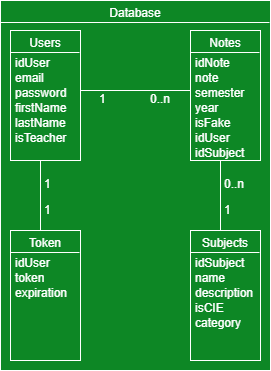 Database
Users
idUser
email
password
firstName
lastName
isTeacher
1
0..n
Notes
idNote
note
semester
year
isFake
idUser
idSubject
1
1
0..n
1
Token
idUser
token
expiration
Subjects
idSubject
name
description
isCIE
category